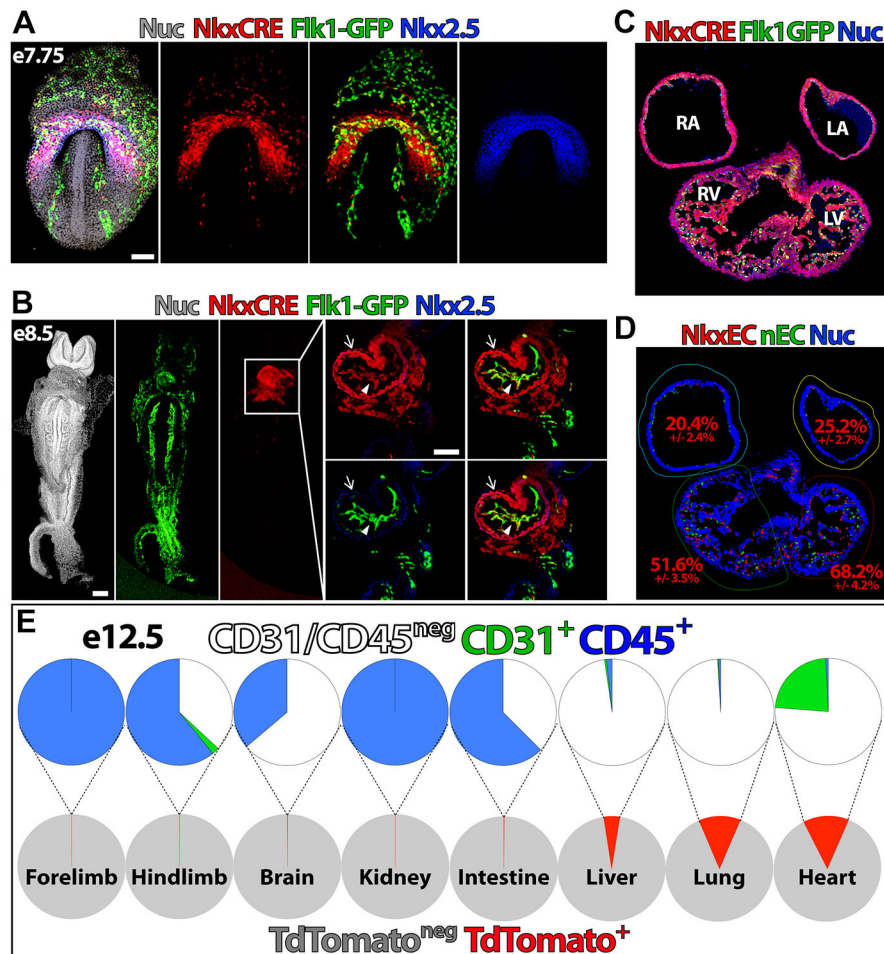 A
Nuc NkxCRE Flk1-GFP Nkx2.5
e7.75
B
Nuc NkxCRE Flk1-GFP Nkx2.5
e8.5
C
NkxCRE Flk1GFP Nuc
RA
LA
RV
LV
D
NkxEC nEC Nuc
20.4%
+/- 2.4%
25.2%
+/- 2.7%
51.6%
+/- 3.5%
68.2%
+/- 4.2%
E
e12.5 CD31/CD45neg CD31+ CD45+
Forelimb Hindlimb Brain Kidney Intestine Liver Lung Heart
TdTomatoneg TdTomato+